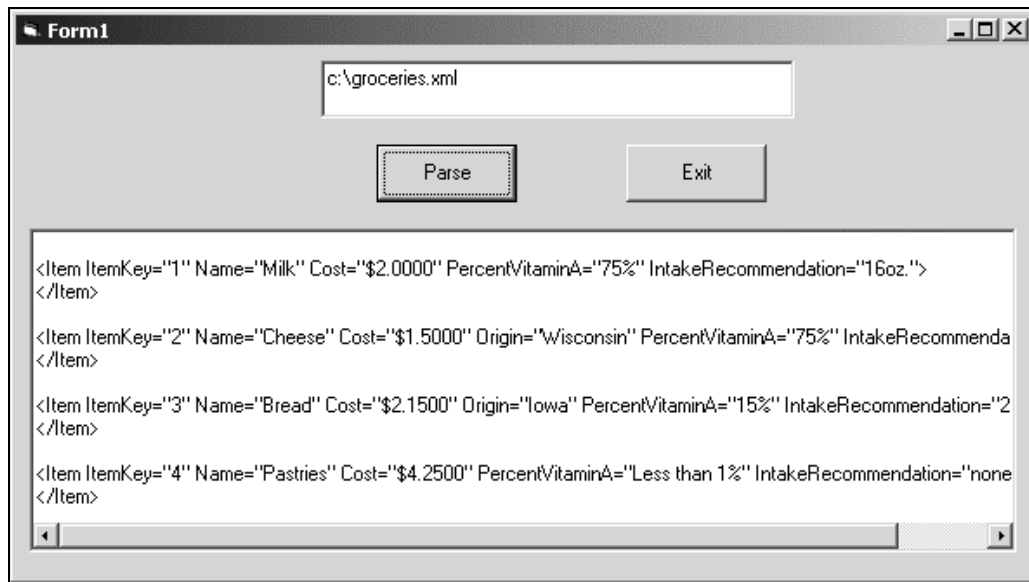 Form1
c:\groceries.xml
Parse
Exit
<Item ItemKey="1" Name="Milk" Cost="$2.0000" PercentVitaminA="75%" IntakeRecommendation="16oz.">
</Item>
<Item ItemKey="2" Name="Cheese" Cost="$1.5000" Origin="Wisconsin" PercentVitaminA="75%" IntakeRecommenda
</Item>
<Item ItemKey="3" Name="Bread" Cost="$2.1500" Origin="Iowa" PercentVitaminA="15%" IntakeRecommendation="2
</Item>
<Item ItemKey="4" Name="Pastries" Cost="$4.2500" PercentVitaminA="Less than 1%" IntakeRecommendation="none
</Item>